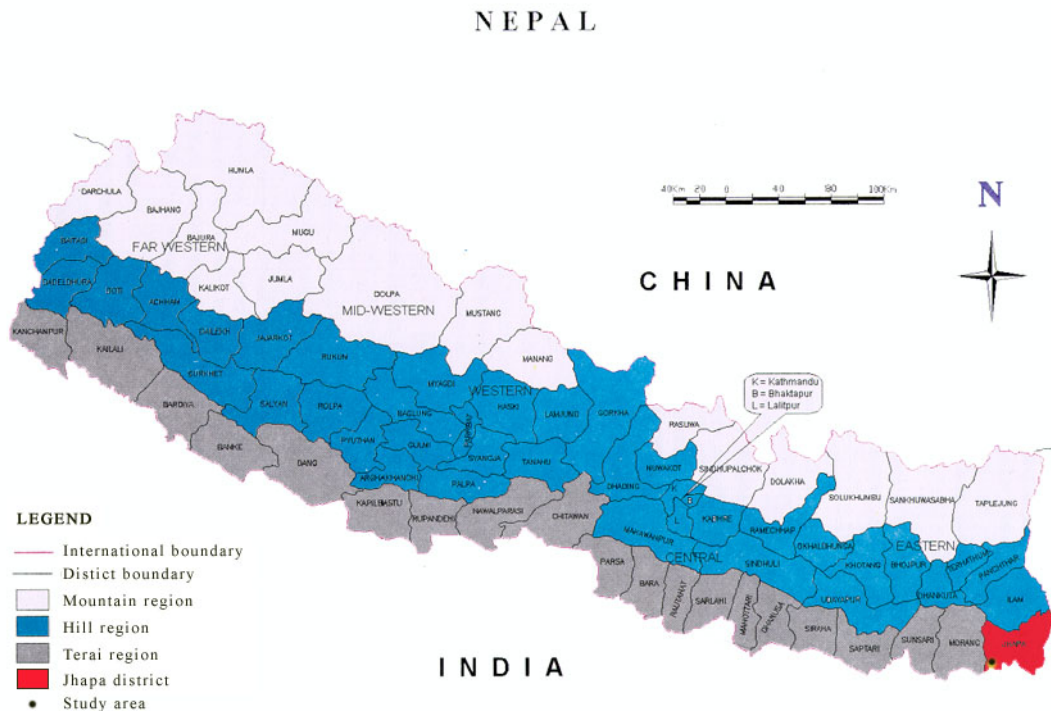 NEPAL
HUMLA
DARCHULA
BAJHANG
BAJURA
MUGU
FAR WESTERN
JUMLA
KALIKOT
DOLPA
MID-WESTERN
MUSTANG
MANANG
40Km 20 0 20 40 60 80 100Km
N
CHINA
DADELDHURA
DOTI
ACHHAM
DAILEKH
JAJARKOT
RUKUM
KANCHANPUR
KAILALI
SURKHET
SALYAN
ROLPA
MYAGDI
WESTERN
KASKI
LAMJUNG
GORKHA
BAGLUNG
PARBAT
BARDIYA
BANKE
DANG
PYUTHAN
GULMI
SYANGJA
TANAHU
ARGHAKHANCHI
PALPA
KAPILBASTU
RUPANDEHI
NAWALPARASI
CHITAWAN
K = Kathmandu
B = Bhaktapur
L = Lalitpur
RASUWA
NUWAKOT
SINDHUPALCHOK
DOLAKHA
DHADING
K
B
L
KABHRE
RAMECHHAP
SOLUKHUMBU
SANKHUWASABHA
TAPLEJUNG
MAKAWANPUR
CENTRAL
SINDHULI
OKHALDHUNGA
KHOTANG
BHOJPUR
EASTERN
PANCHTHAR
UDAYAPUR
DHANKUTA
ILAM
PARSA
BARA
RAUTAHAT
SARLAHI
MAHOTTARI
DHANUSA
SIRAHA
SAPTARI
SUNSARI
MORANG
INDIA
LEGEND
International boundary
Distict boundary
Mountain region
Hill region
Terai region
Jhapa district
Study area